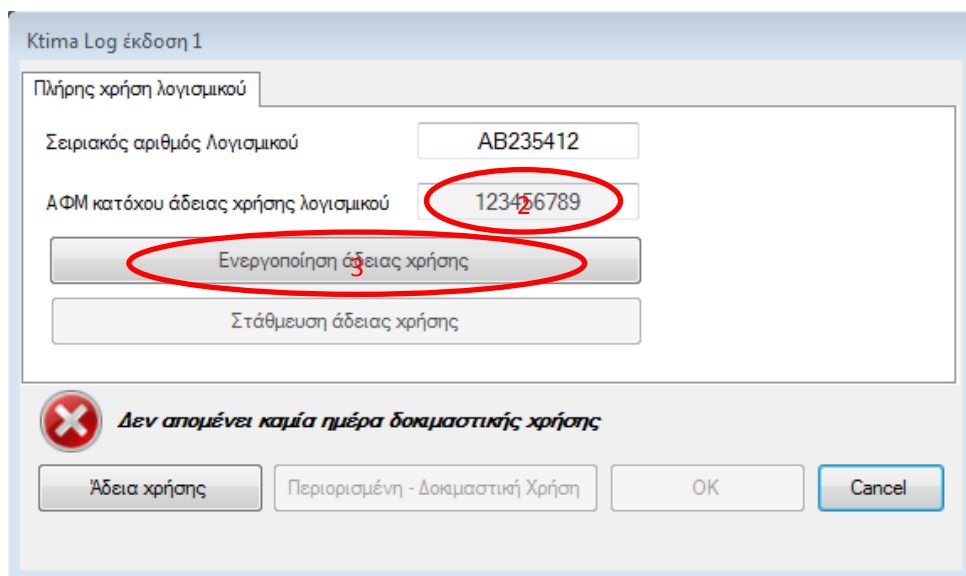 Ktima Log έκδοση 1
Πλήρης χρήση λογισμικού
Σειριακός αριθμός Λογισμικού AB235412
ΑΦΜ κατόχου άδειας χρήσης λογισμικού 123456789
2
Ενεργοποίηση άδειας χρήσης
3
Στάθμευση άδειας χρήσης
Δεν απομένει καμία ημέρα δοκιμαστικής χρήσης
Άδεια χρήσης Περιορισμένη - Δοκιμαστική Χρήση OK Cancel